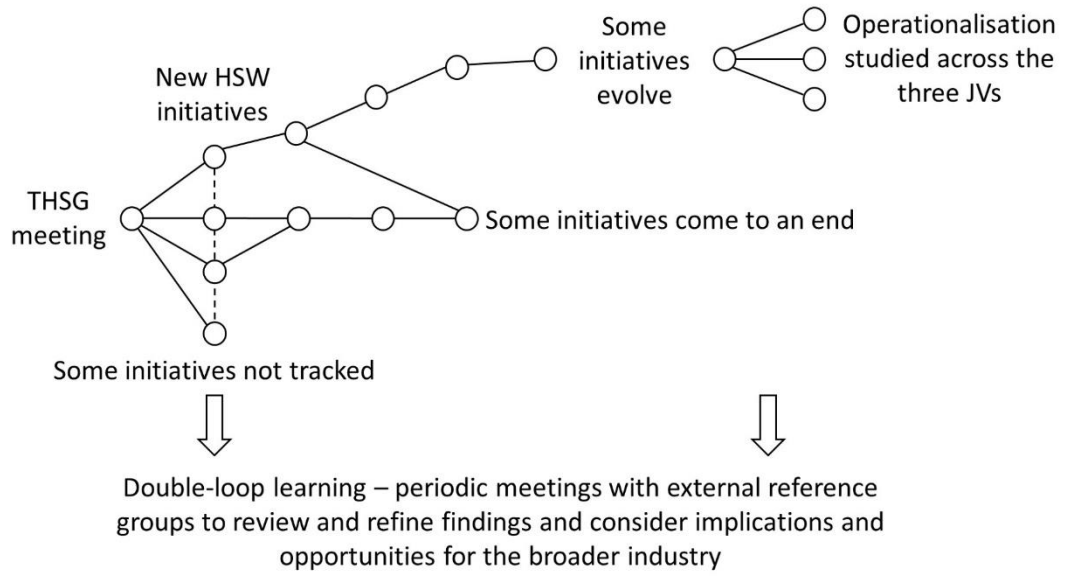 New HSW
initiatives
Some
initiatives
evolve
Operationalisation
studied across the
three JVs
THSG
meeting
Some initiatives come to an end
Some initiatives not tracked
Double-loop learning – periodic meetings with external reference
groups to review and refine findings and consider implications and
opportunities for the broader industry